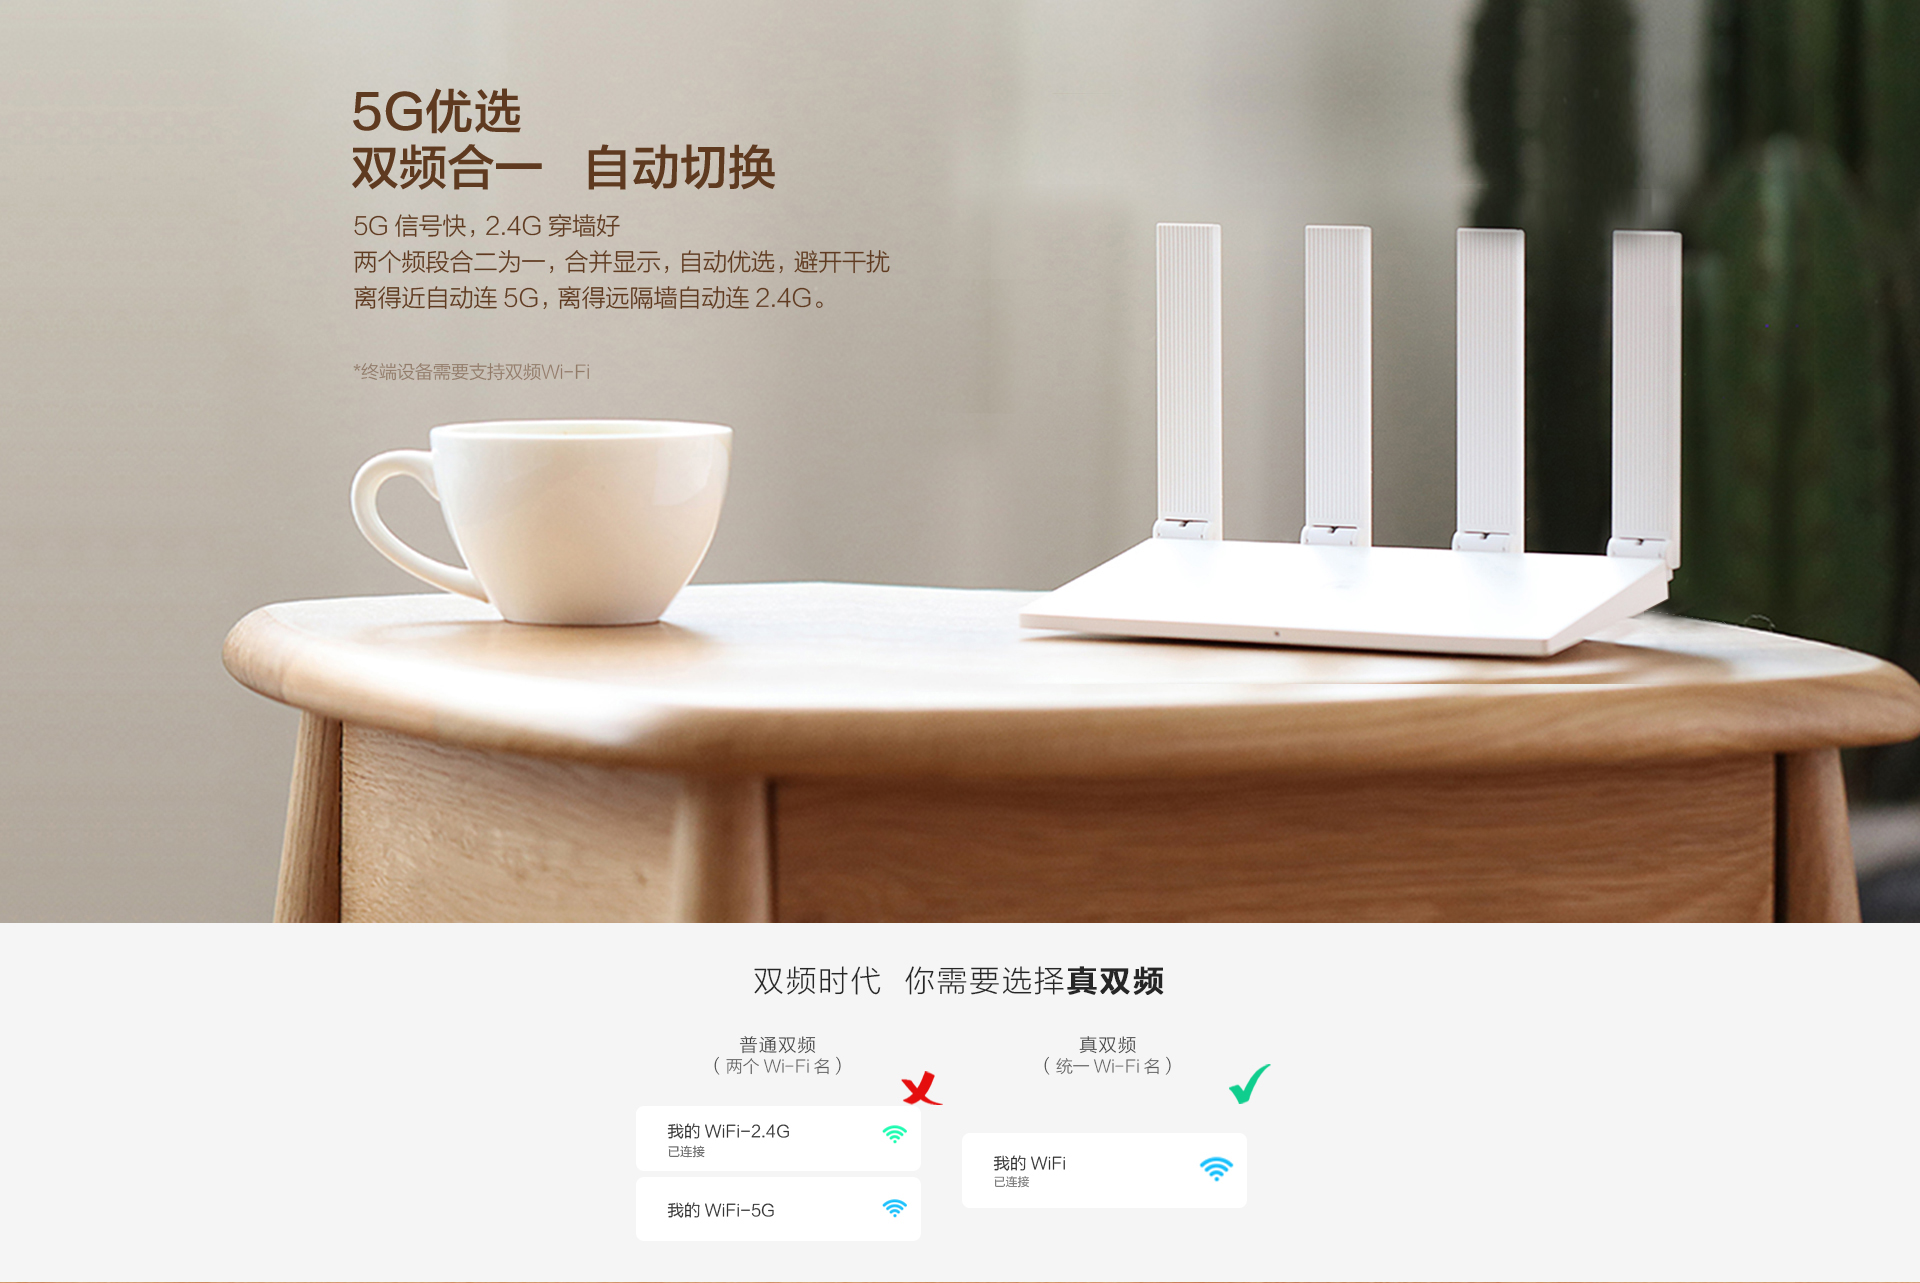 5G优选
双频合一 自动切换
5G 信号快，2.4G 穿墙好
两个频段合二为一，合并显示，自动优选，避开干扰
离得近自动连 5G，离得远隔墙自动连 2.4G。
*终端设备需要支持双频Wi-Fi
双频时代 你需要选择真双频
普通双频
（ 两个 Wi-Fi 名 ）
我的 WiFi-2.4G
已连接
我的 WiFi-5G
真双频
（ 统一 Wi-Fi 名 ）
我的 WiFi
已连接